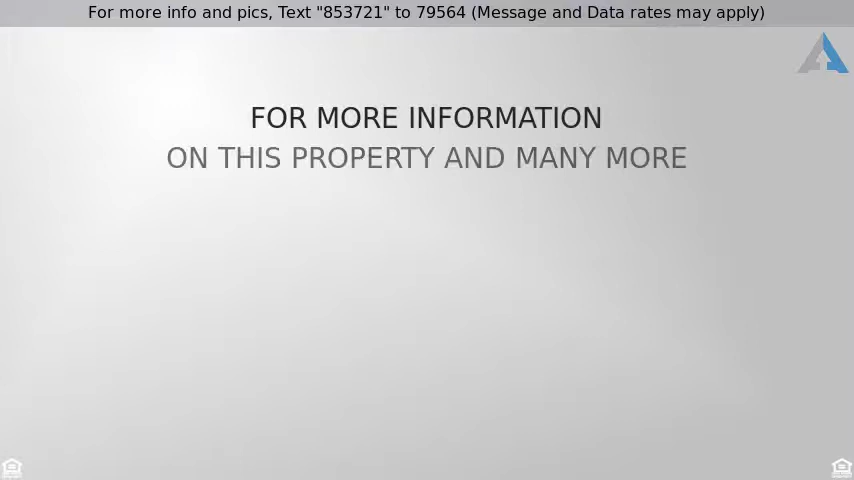 For more info and pics, Text "853721" to 79564 (Message and Data rates may apply)
FOR MORE INFORMATION
ON THIS PROPERTY AND MANY MORE